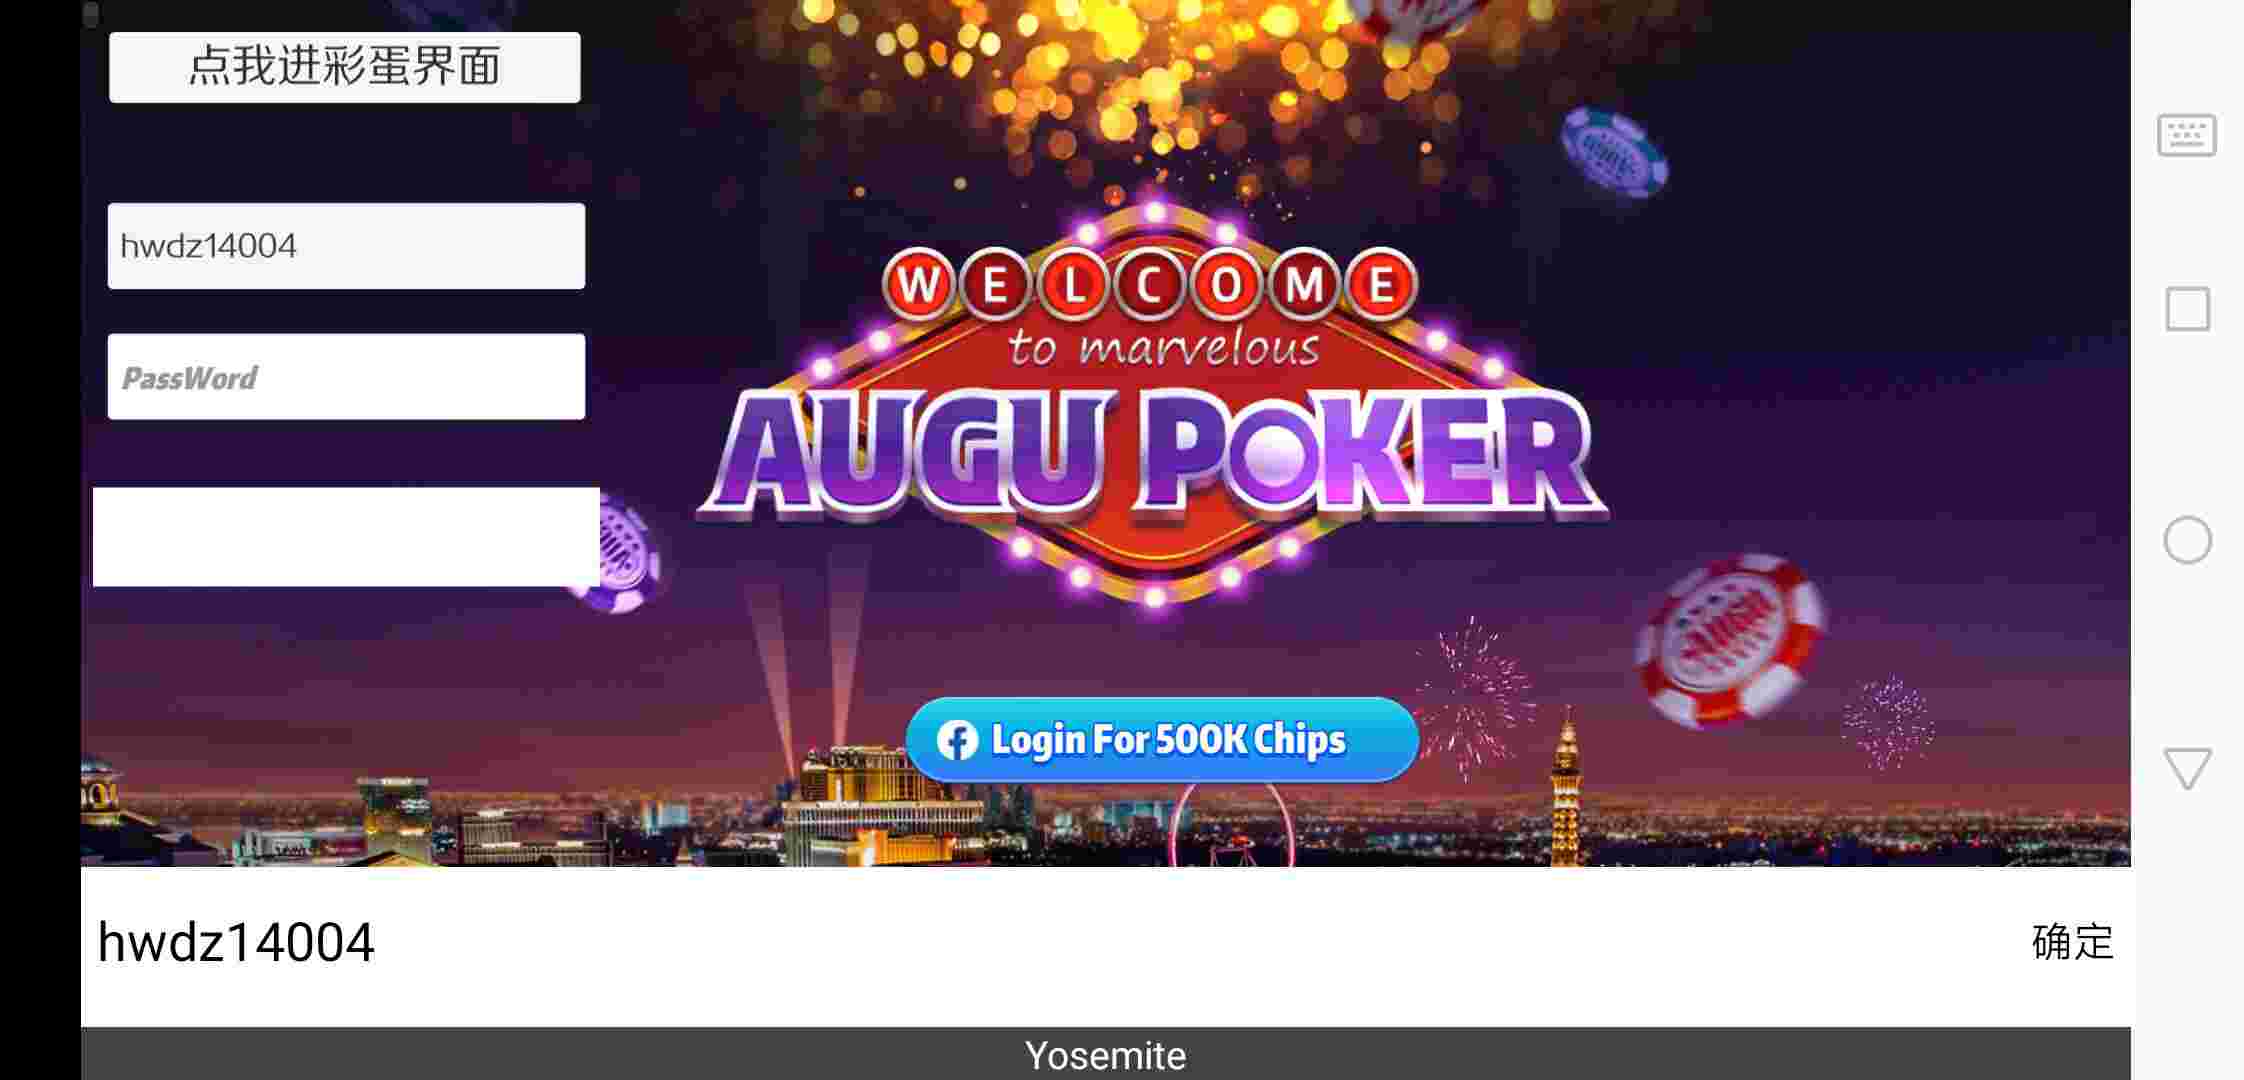 点我进彩蛋界面
hwdz14004
PassWord
WELCOME
to marvelous
AUGU POKER
Login For 500K Chips
hwdz14004
确定
Yosemite